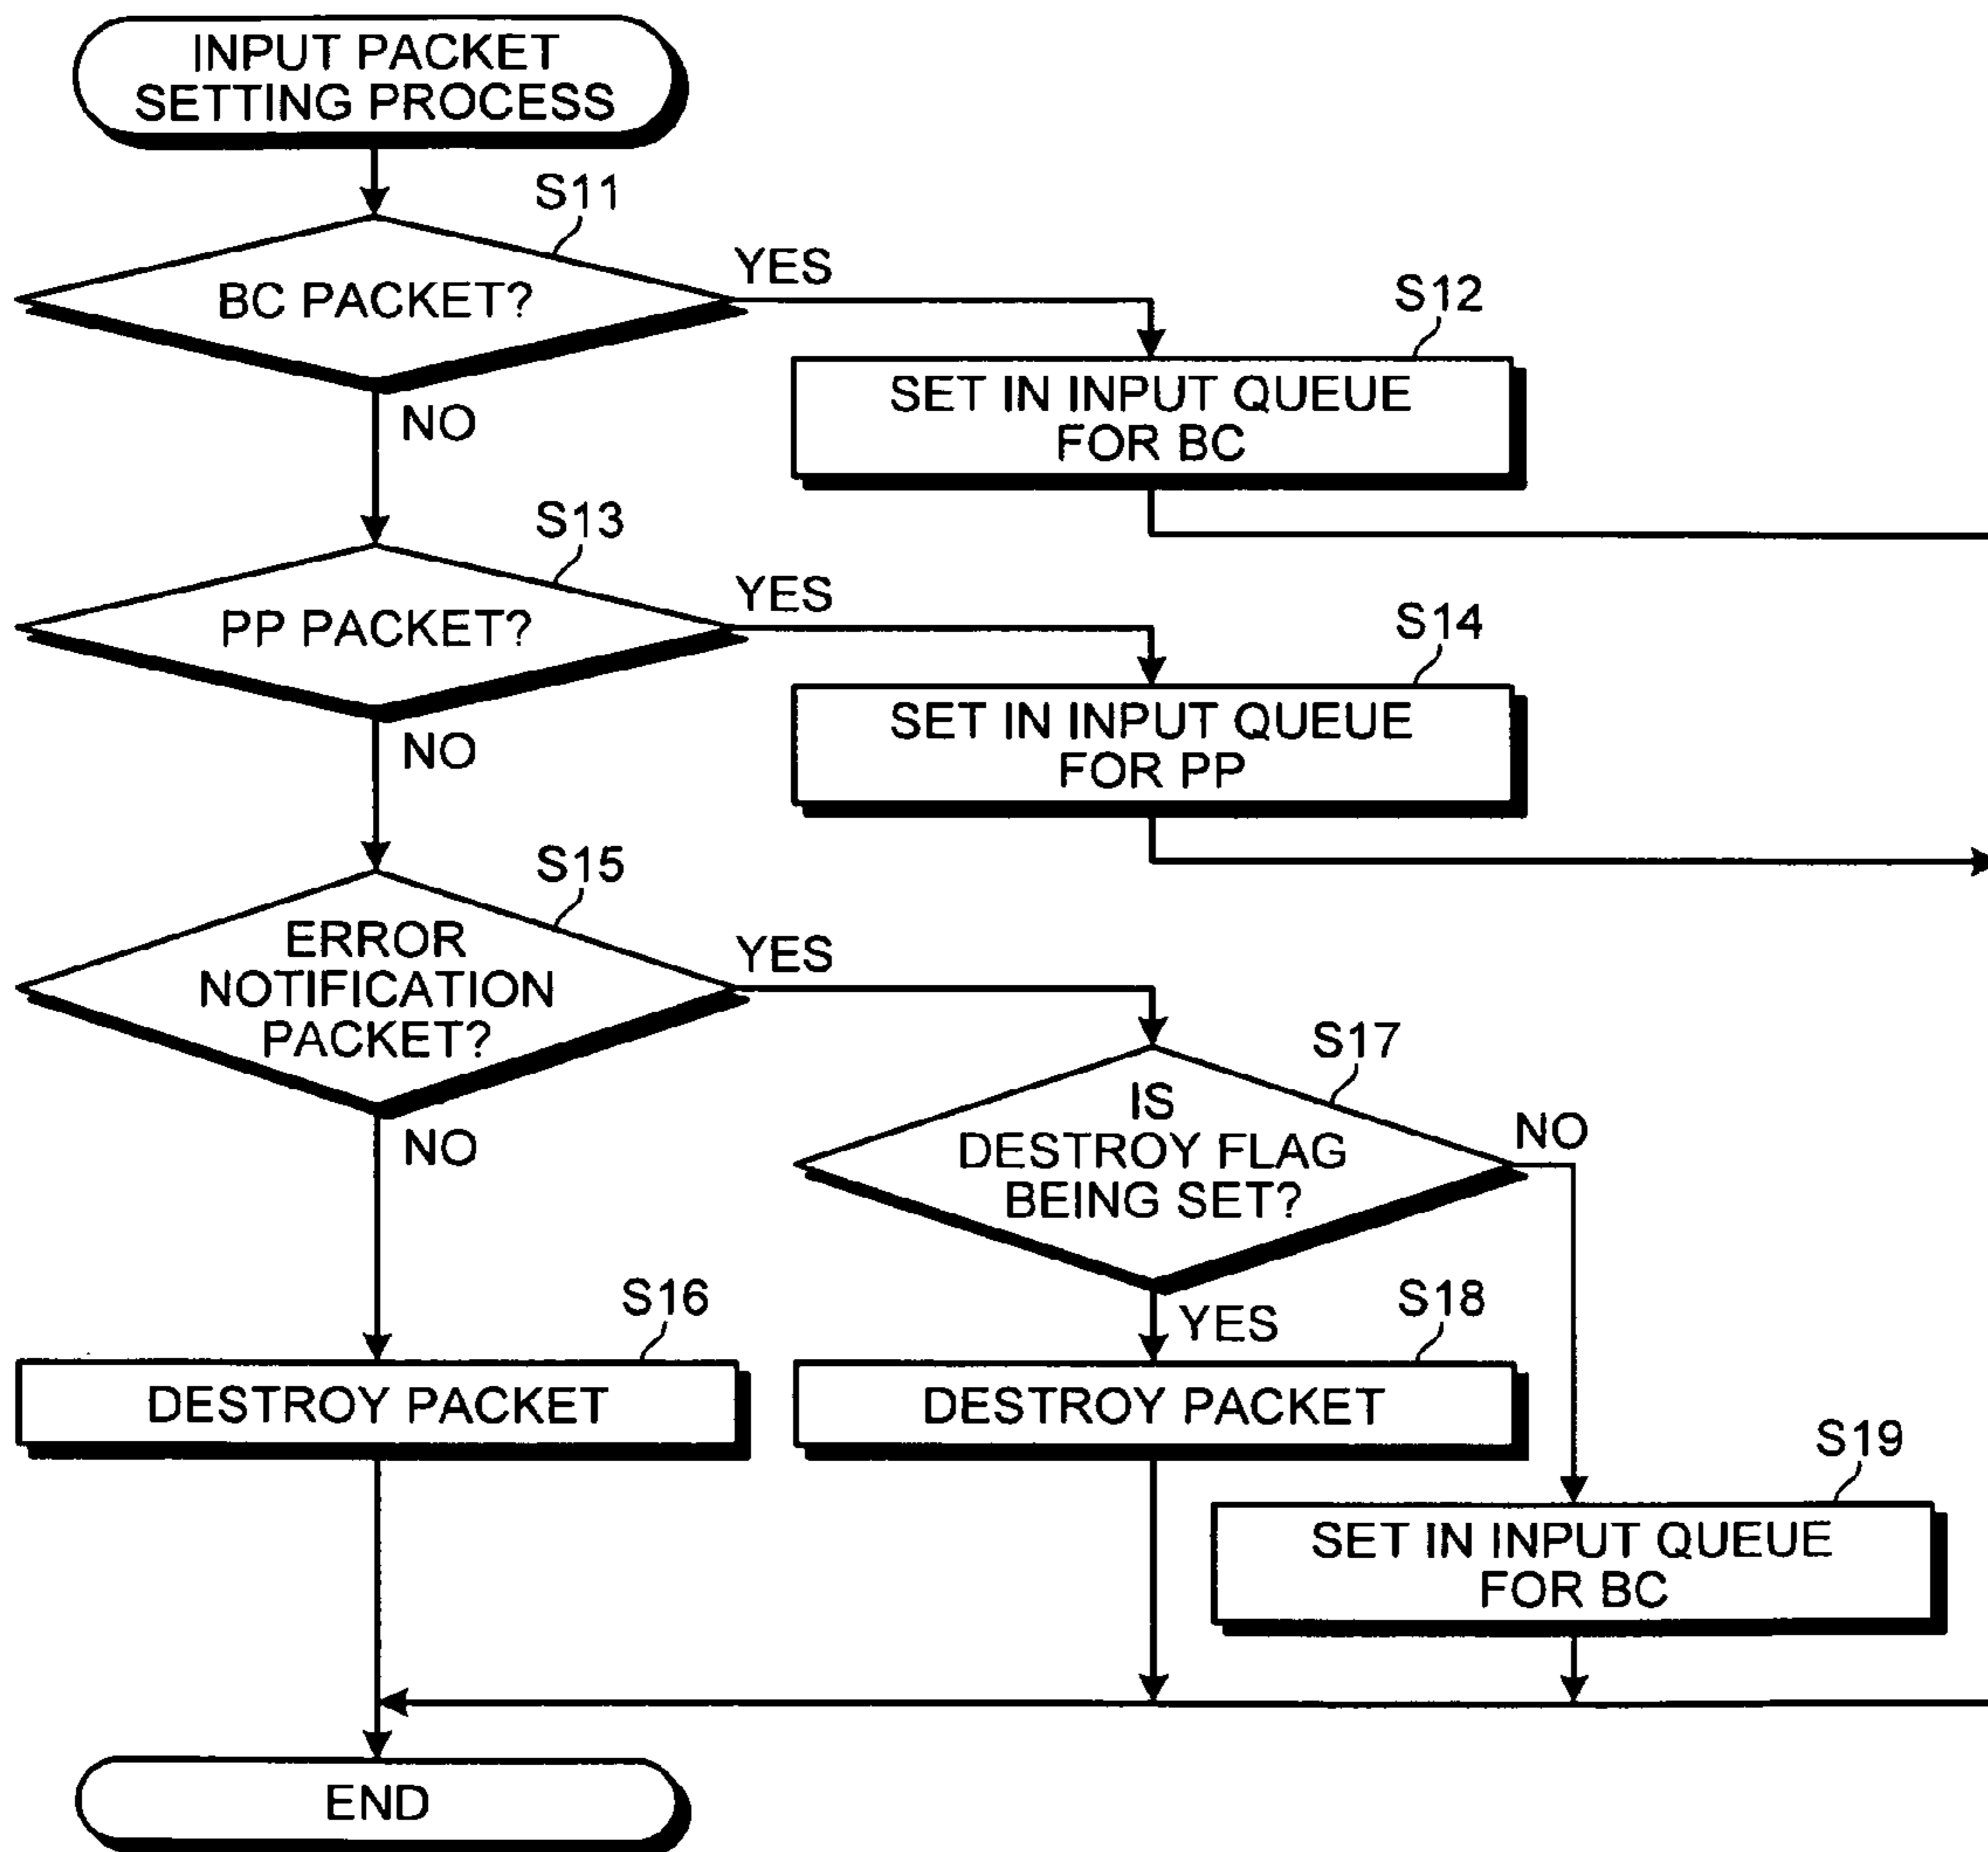 INPUT PACKET
SETTING PROCESS
S11
BC PACKET?
YES
NO
S12
SET IN INPUT QUEUE
FOR BC
S13
PP PACKET?
YES
NO
S14
SET IN INPUT QUEUE
FOR PP
S15
ERROR
NOTIFICATION
PACKET?
YES
NO
S17
IS
DESTROY FLAG
BEING SET?
NO
YES
S16
DESTROY PACKET
S18
DESTROY PACKET
S19
SET IN INPUT QUEUE
FOR BC
END